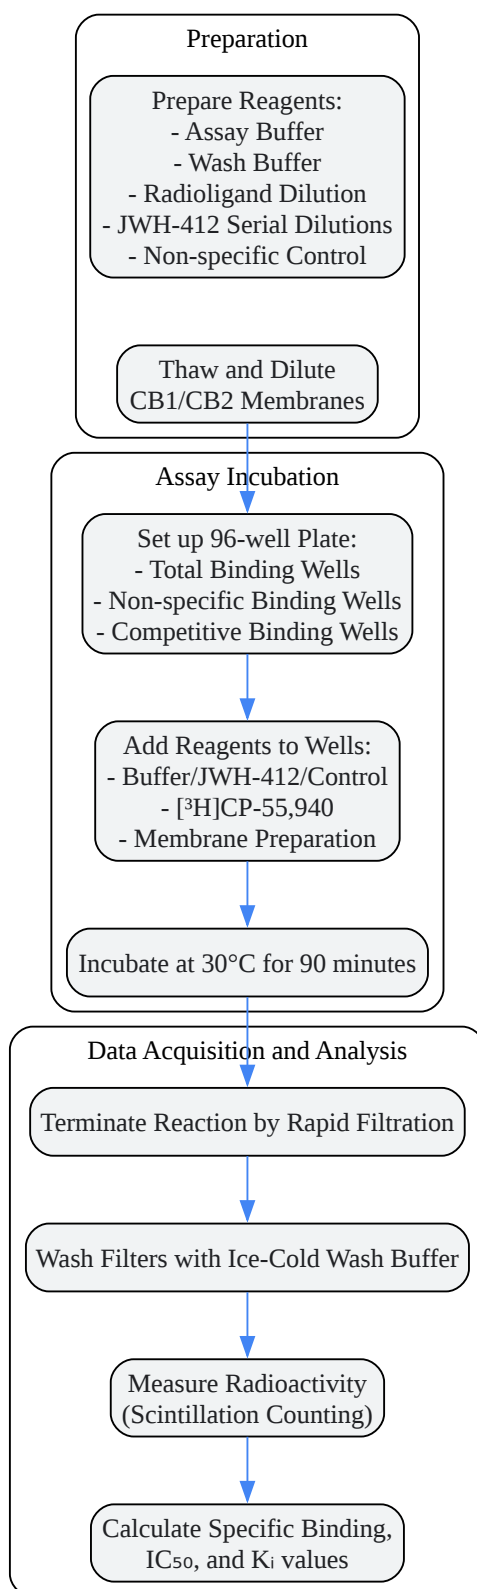 Preparation
Prepare Reagents:
- Assay Buffer
- Wash Buffer
- Radioligand Dilution
- JWH-412 Serial Dilutions
- Non-specific Control
Thaw and Dilute
CB1/CB2 Membranes
Assay Incubation
Set up 96-well Plate:
- Total Binding Wells
- Non-specific Binding Wells
- Competitive Binding Wells
Add Reagents to Wells:
- Buffer/JWH-412/Control
- [³H]CP-55,940
- Membrane Preparation
Incubate at 30°C for 90 minutes
Data Acquisition and Analysis
Terminate Reaction by Rapid Filtration
Wash Filters with Ice-Cold Wash Buffer
Measure Radioactivity
(Scintillation Counting)
Calculate Specific Binding,
IC₅₀, and Kᵢ values